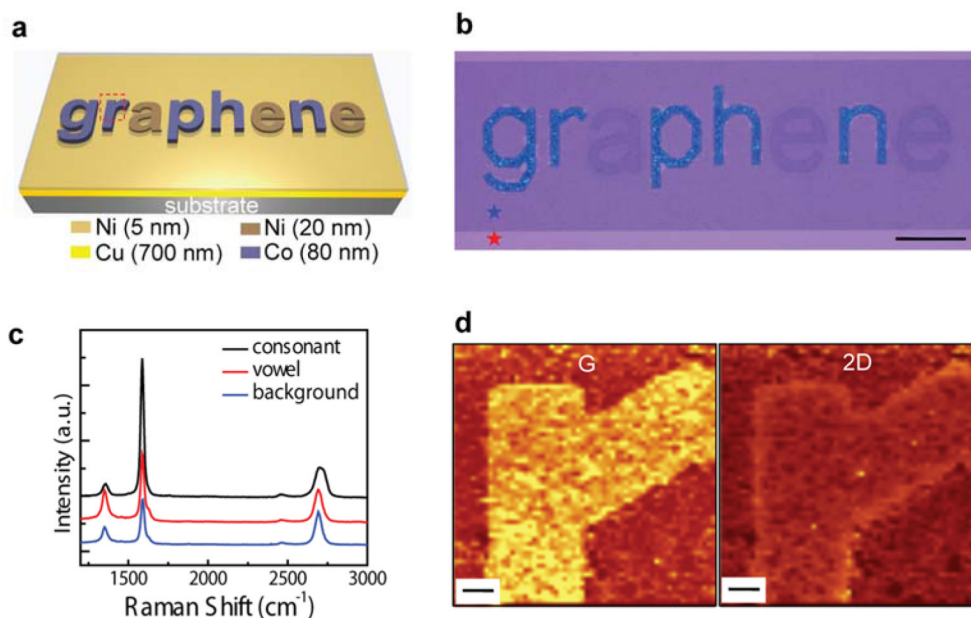 a
graphene
substrate
Ni (5 nm) Ni (20 nm)
Cu (700 nm) Co (80 nm)
b
graphene
c
consonant
vowel
background
Intensity (a.u.)
1500 2000 2500 3000
Raman Shift (cm⁻¹)
d
G 2D